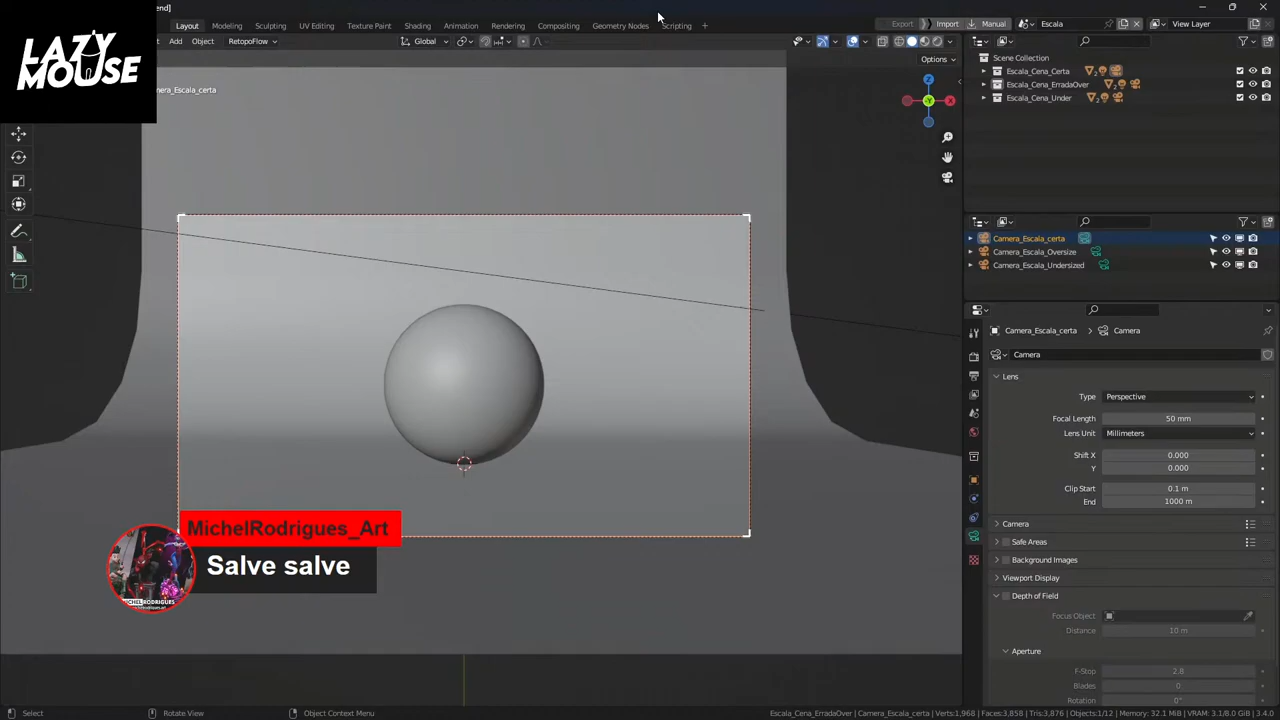 nd]
LAZY
MOUSE
Layout
Modeling
Sculpting
UV Editing
Texture Paint
Shading
Animation
Rendering
Compositing
Geometry Nodes
Scripting
+
Export
Import
Manual
Escala
View Layer
Add
Object
RetopoFlow
Global
Options
amera_Escala_certa
Z
-Y
X
Scene Collection
Escala_Cena_Certa
Escala_Cena_ErradaOver
Escala_Cena_Under
Camera_Escala_certa
Camera_Escala_Oversize
Camera_Escala_Undersized
Camera_Escala_certa
Camera
Camera
Lens
Type
Perspective
Focal Length
50 mm
Lens Unit
Millimeters
Shift X
0.000
Y
0.000
Clip Start
0.1 m
End
1000 m
Camera
Safe Areas
Background Images
Viewport Display
Depth of Field
Focus Object
Distance
10 m
Aperture
F-Stop
2.8
Blades
0
Rotation
0°
MichelRodrigues_Art
Salve salve
Select
Rotate View
Object Context Menu
Escala_Cena_ErradaOver | Camera_Escala_certa | Verts:1,968 | Faces:3,858 | Tris:3,876 | Objects:1/12 | Memory: 32.1 MiB | VRAM: 3.1/8.0 GiB | 3.4.0